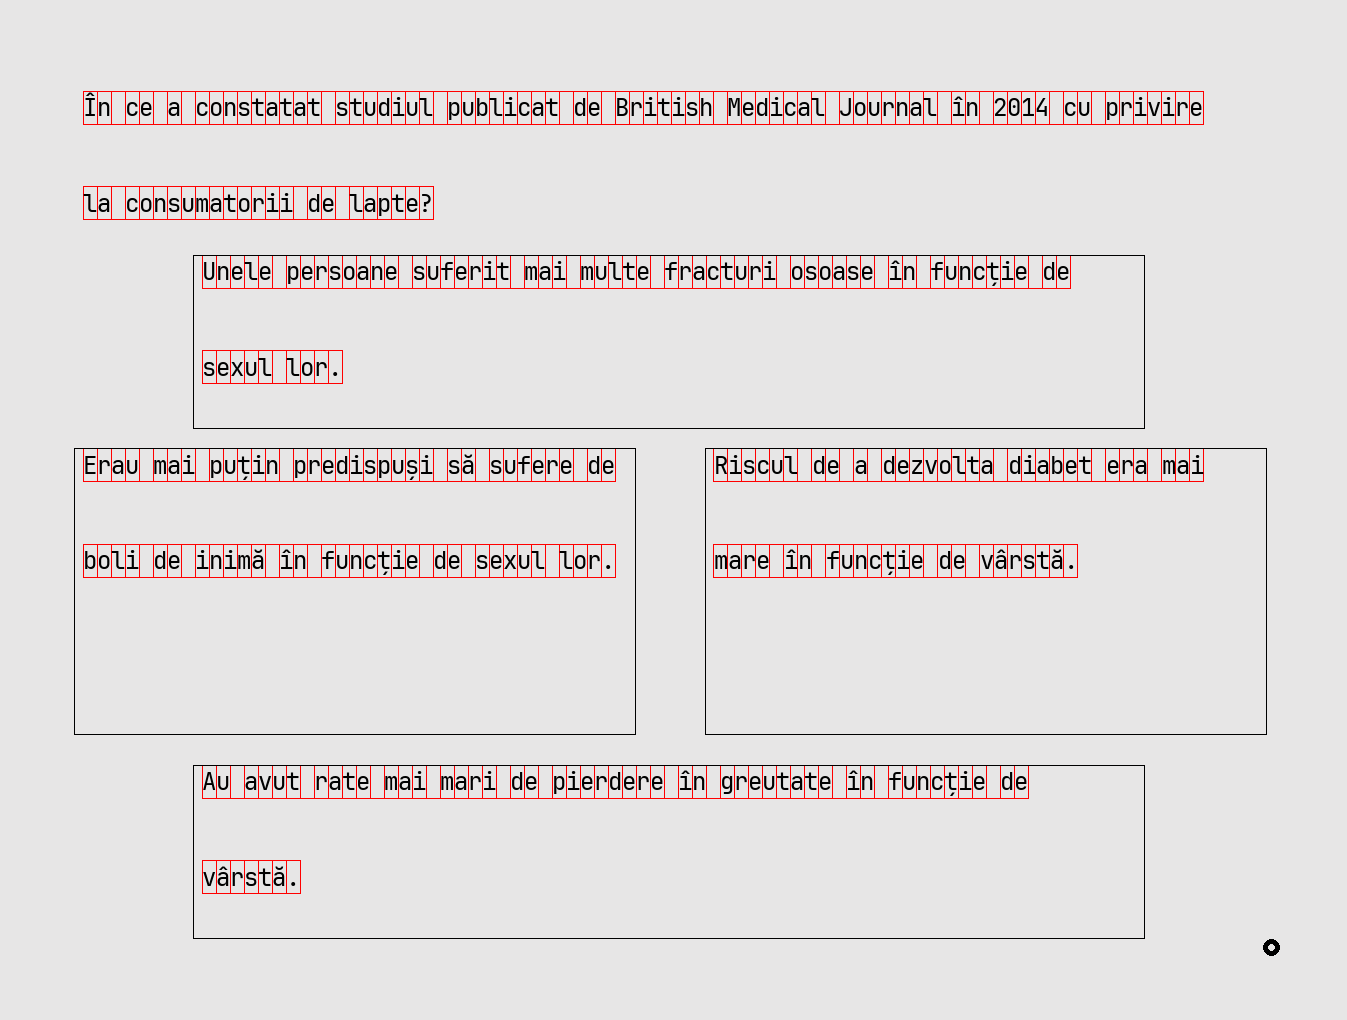 În ce a constatat studiul publicat de British Medical Journal în 2014 cu privire
la consumatorii de lapte?
Unele persoane suferit mai multe fracturi osoase în funcție de
sexul lor.
Erau mai puțin predispuși să sufere de
boli de inimă în funcție de sexul lor.
Riscul de a dezvolta diabet era mai
mare în funcție de vârstă.
Au avut rate mai mari de pierdere în greutate în funcție de
vârstă.